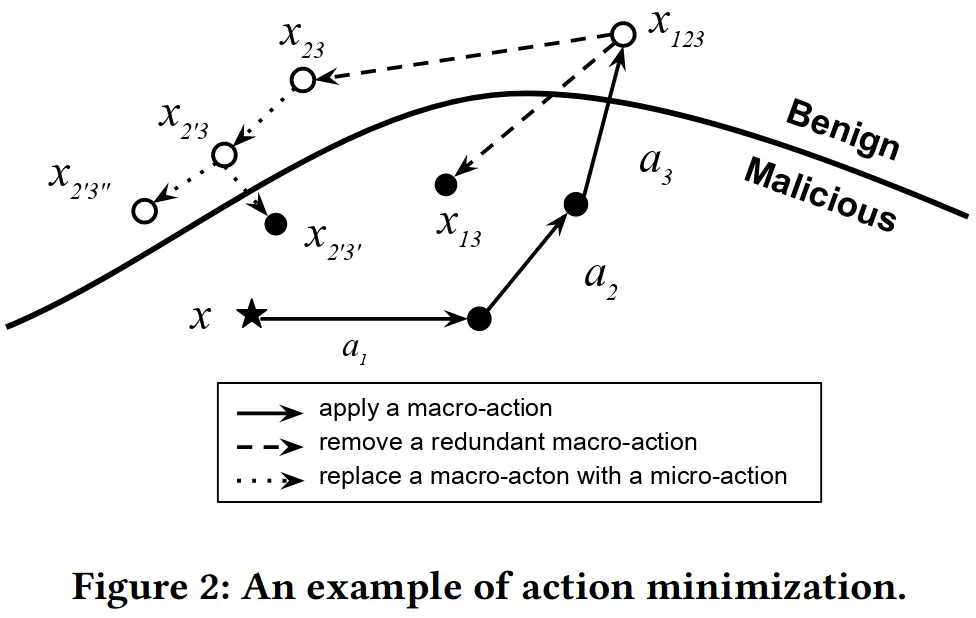 x123
x23
Benign
x2'3
a3
Malicious
x2'3"
x13
x2'3'
a2
x
a1
apply a macro-action
remove a redundant macro-action
replace a macro-acton with a micro-action
Figure 2: An example of action minimization.